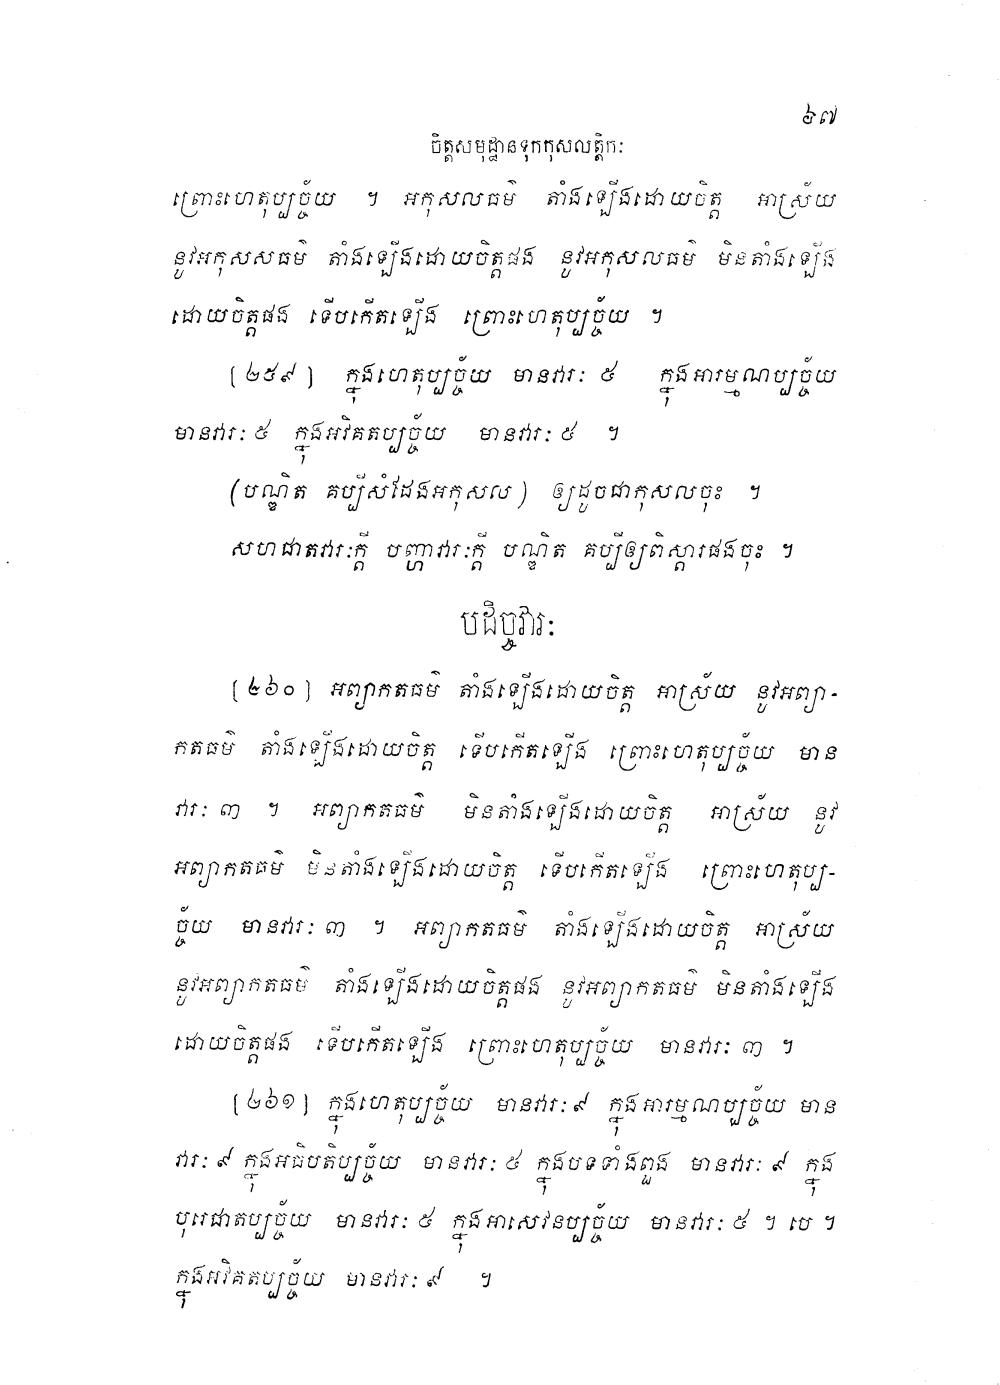 ៦៧
ចិត្តសមុដ្ឋានទុកកុសលត្តិកៈ
ព្រោះហេតុប្បច្ច័យ ។ អកុសលធម៌ តាំងឡើងដោយចិត្ត អាស្រ័យ
នូវអកុសសធម៌ តាំងឡើងដោយចិត្តផង នូវអកុសលធម៌ មិនតាំងឡើង
ដោយចិត្តផង ទើបកើតឡើង ព្រោះហេតុប្បច្ច័យ ។
[២៥៩] ក្នុងហេតុប្បច្ច័យ មានវារៈ ៥ ក្នុងអារម្មណប្បច្ច័យ
មានវារៈ ៥ ក្នុងអវិគតប្បច្ច័យ មានវារៈ ៥ ។
(បណ្ឌិត គប្បីសំដែងអកុសល) ឲ្យដូចជាកុសលចុះ ។
សហជាតវារៈក្តី បញ្ហាវារៈក្តី បណ្ឌិត គប្បីឲ្យពិស្តារផងចុះ ។
បដិច្ចវារៈ
[២៦០] អព្យាកតធម៌ តាំងឡើងដោយចិត្ត អាស្រ័យ នូវអព្យា-
កតធម៌ តាំងឡើងដោយចិត្ត ទើបកើតឡើង ព្រោះហេតុប្បច្ច័យ មាន
វារៈ ៣ ។ អព្យាកតធម៌ មិនតាំងឡើងដោយចិត្ត អាស្រ័យ នូវ
អព្យាកតធម៌ មិនតាំងឡើងដោយចិត្ត ទើបកើតឡើង ព្រោះហេតុប្ប-
ច្ច័យ មានវារៈ ៣ ។ អព្យាកតធម៌ តាំងឡើងដោយចិត្ត អាស្រ័យ
នូវអព្យាកតធម៌ តាំងឡើងដោយចិត្តផង នូវអព្យាកតធម៌ មិនតាំងឡើង
ដោយចិត្តផង ទើបកើតឡើង ព្រោះហេតុប្បច្ច័យ មានវារៈ ៣ ។
[២៦១] ក្នុងហេតុប្បច្ច័យ មានវារៈ ៩ ក្នុងអារម្មណប្បច្ច័យ មាន
វារៈ ៩ ក្នុងអធិបតិប្បច្ច័យ មានវារៈ ៥ ក្នុងបទទាំងពួង មានវារៈ ៩ ក្នុង
បុរេជាតប្បច្ច័យ មានវារៈ ៥ ក្នុងអាសេវនប្បច្ច័យ មានវារៈ ៥ ។ បេ ។
ក្នុងអវិគតប្បច្ច័យ មានវារៈ ៩ ។